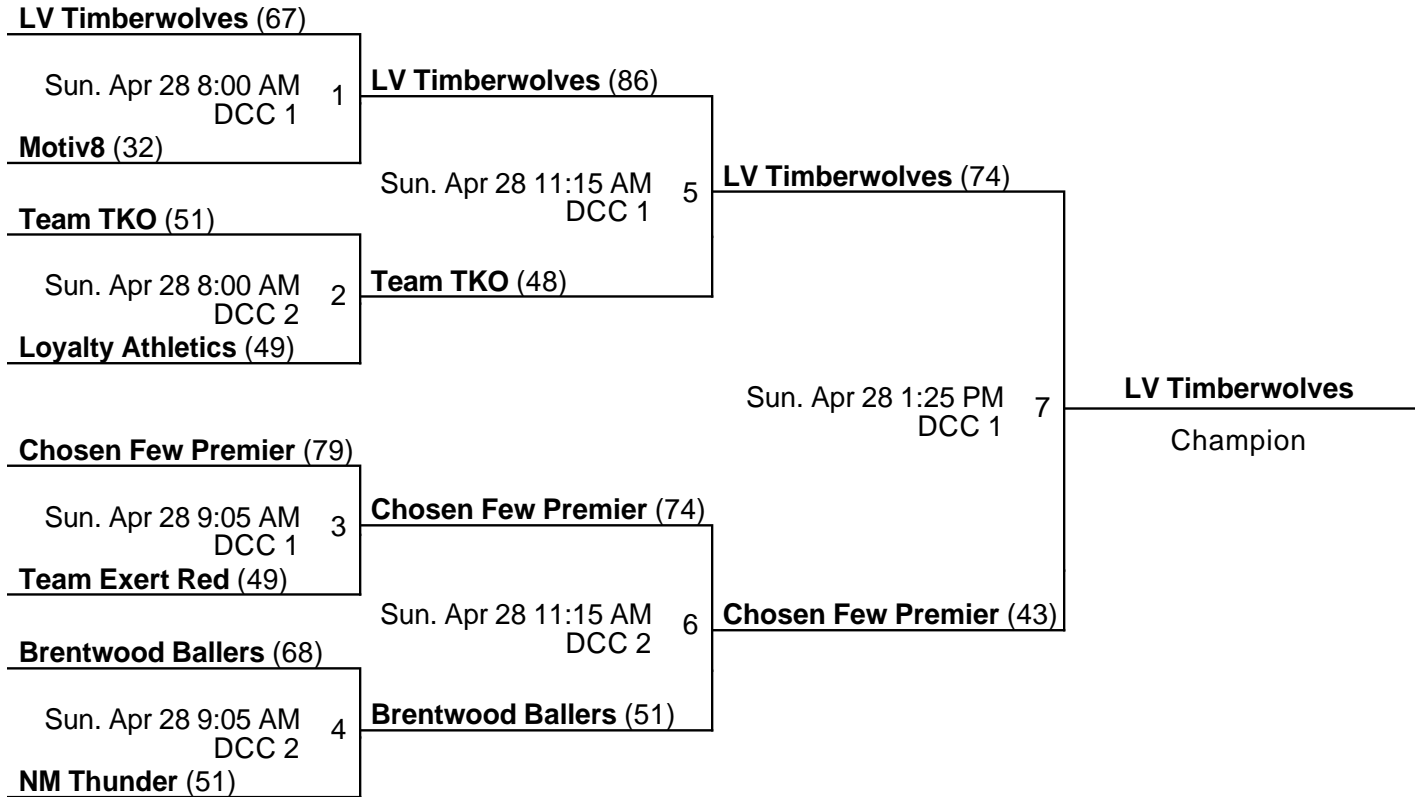 LV Timberwolves (67)
Sun. Apr 28 8:00 AM 1
DCC 1
Motiv8 (32)
Team TKO (51)
Sun. Apr 28 8:00 AM 2
DCC 2
Loyalty Athletics (49)
Chosen Few Premier (79)
Sun. Apr 28 9:05 AM 3
DCC 1
Team Exert Red (49)
Brentwood Ballers (68)
Sun. Apr 28 9:05 AM 4
DCC 2
NM Thunder (51)
LV Timberwolves (86)
Sun. Apr 28 11:15 AM 5
DCC 1
Team TKO (48)
Chosen Few Premier (74)
Sun. Apr 28 11:15 AM 6
DCC 2
Brentwood Ballers (51)
LV Timberwolves (74)
Sun. Apr 28 1:25 PM 7
DCC 1
Chosen Few Premier (43)
LV Timberwolves
Champion